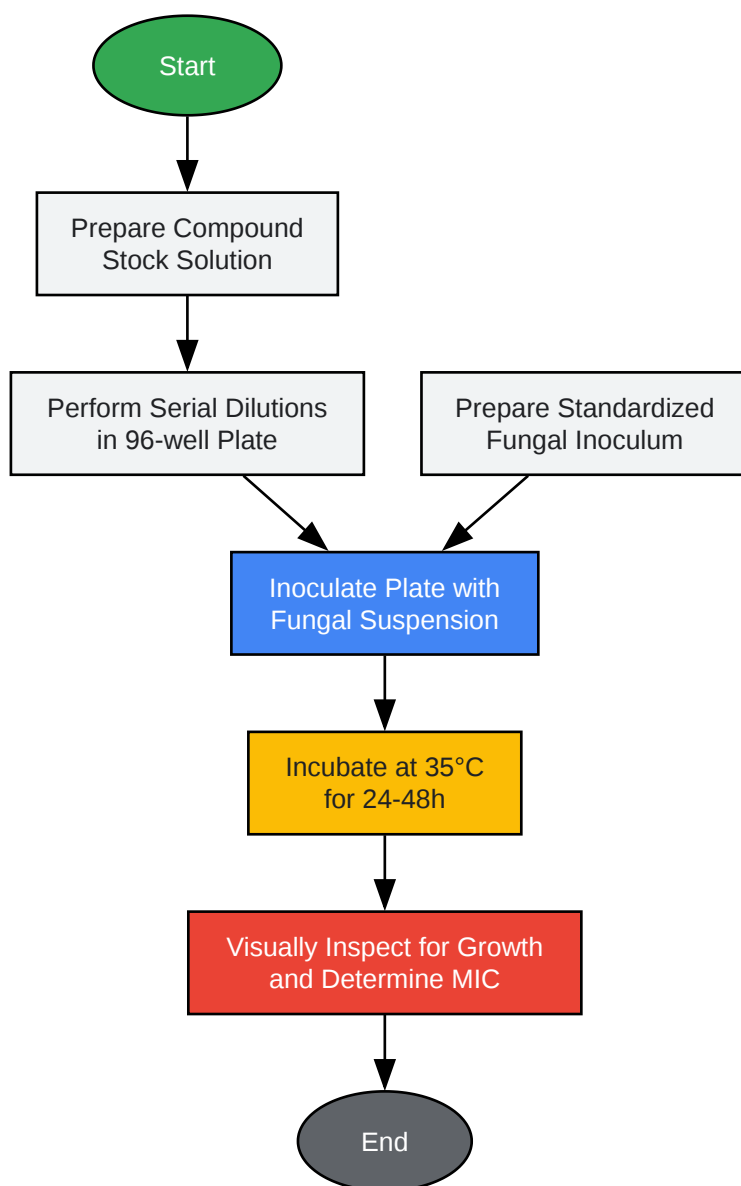 Start
Prepare Compound
Stock Solution
Perform Serial Dilutions
in 96-well Plate
Prepare Standardized
Fungal Inoculum
Inoculate Plate with
Fungal Suspension
Incubate at 35°C
for 24-48h
Visually Inspect for Growth
and Determine MIC
End